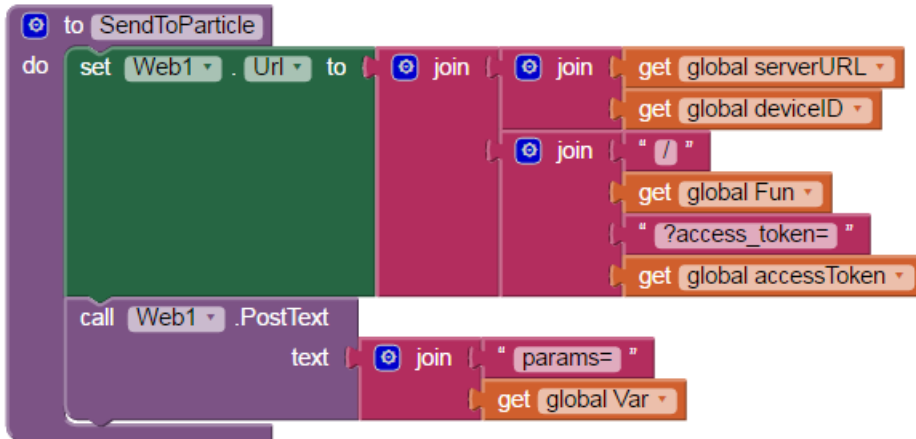 to SendToParticle
do set Web1 . Url to join join get global serverURL
get global deviceID
join " / "
get global Fun
" ?access_token= "
get global accessToken
call Web1 .PostText
text join " params= "
get global Var